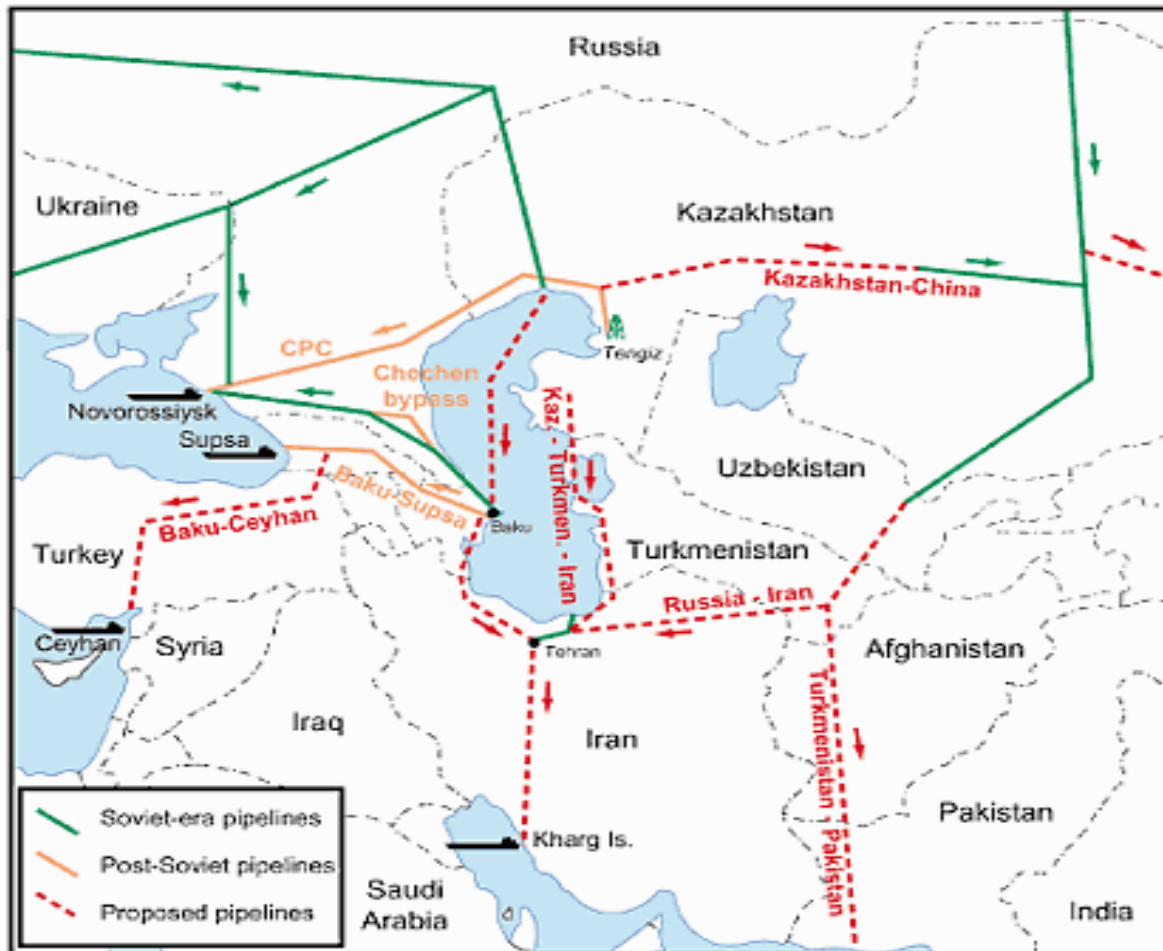 Russia
Ukraine
Kazakhstan
Kazakhstan-China
CPC
Tengiz
Chechen
bypass
Novorossiysk
Supsa
Baku-Supsa
Baku
Kaz. - Turkmen. - Iran
Uzbekistan
Baku-Ceyhan
Turkey
Turkmenistan
Russia - Iran
Ceyhan
Syria
Tehran
Afghanistan
Turkmenistan - Pakistan
Iraq
Iran
Pakistan
Kharg Is.
Saudi
Arabia
India
Soviet-era pipelines
Post-Soviet pipelines
Proposed pipelines